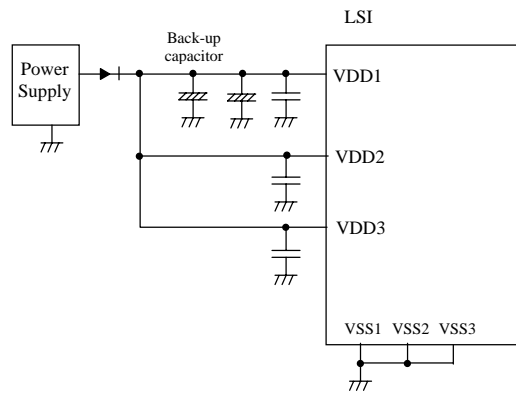 LSI
Back-up
capacitor
Power
Supply
VDD1
VDD2
VDD3
VSS1 VSS2 VSS3